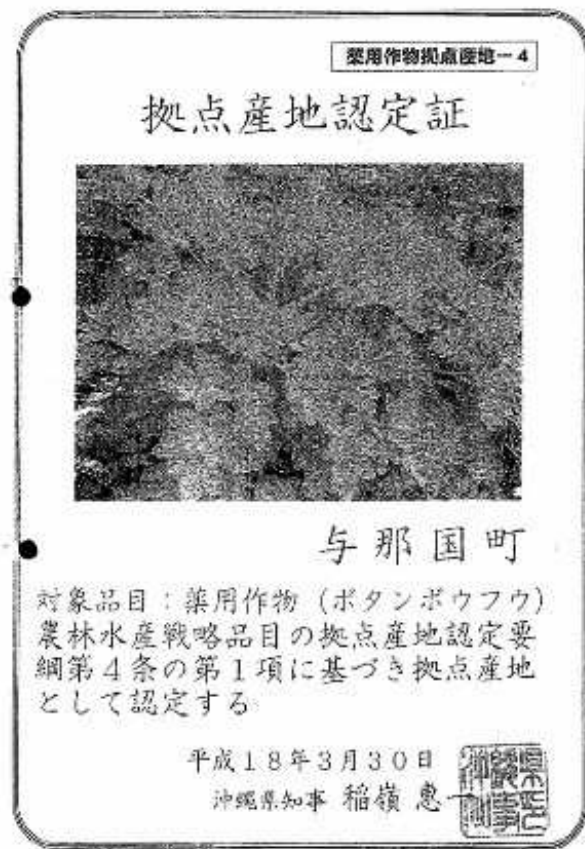 薬用作物拠点産地ー4
拠点産地認定証
与那国町
対象品目：薬用作物（ボタンボウフウ）
農林水産戦略品目の拠点産地認定要
綱第４条の第１項に基づき拠点産地
として認定する
平成１８年３月３０日
沖縄県知事 稲嶺 惠一